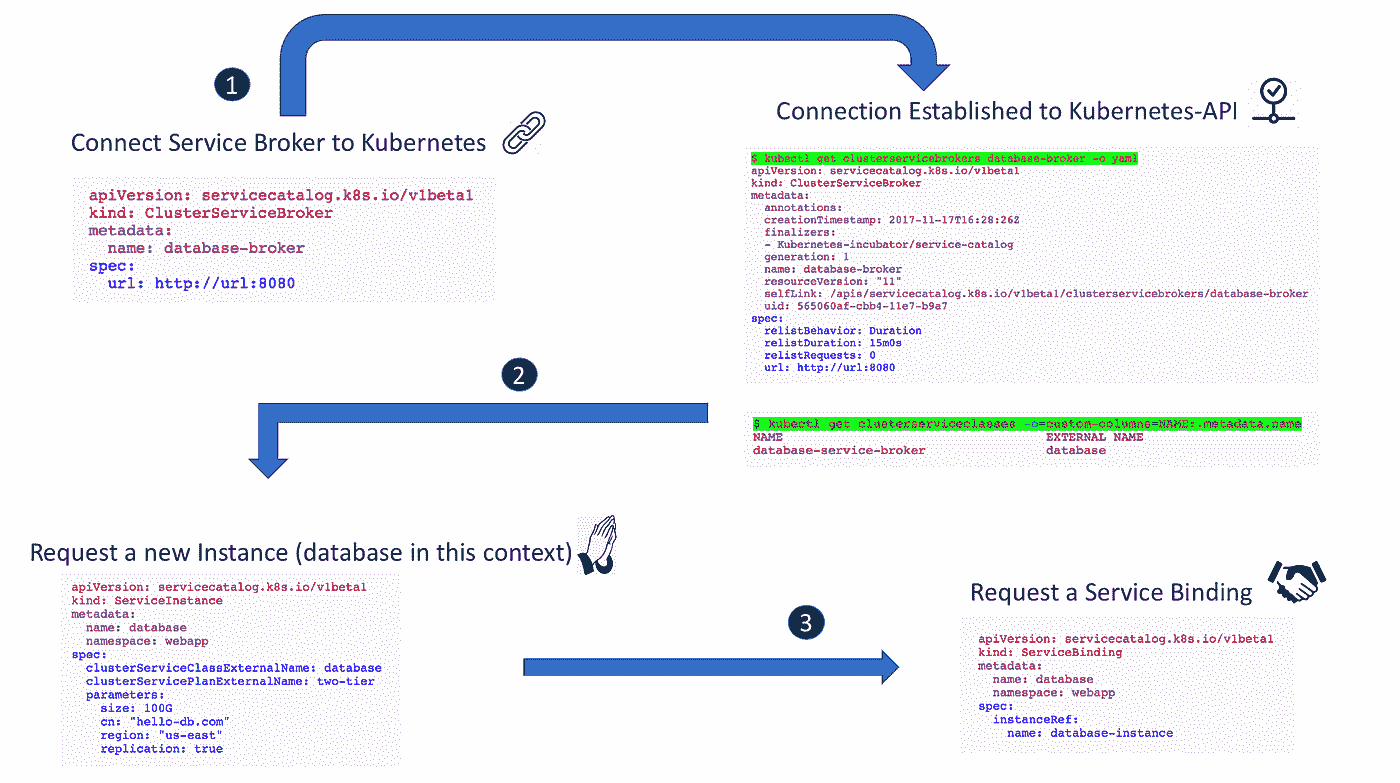 1
Connect Service Broker to Kubernetes
apiVersion: servicecatalog.k8s.io/v1beta1
kind: ClusterServiceBroker
metadata:
  name: database-broker
spec:
  url: http://url:8080
Connection Established to Kubernetes-API
$ kubectl get clusterservicebrokers database-broker -o yaml
apiVersion: servicecatalog.k8s.io/v1beta1
kind: ClusterServiceBroker
metadata:
  annotations:
  creationTimestamp: 2017-11-17T16:28:26Z
  finalizers:
  - Kubernetes-incubator/service-catalog
  generation: 1
  name: database-broker
  resourceVersion: "11"
  selfLink: /apis/servicecatalog.k8s.io/v1beta1/clusterservicebrokers/database-broker
  uid: 565060af-cbb4-11e7-b9a7
spec:
  relistBehavior: Duration
  relistDuration: 15m0s
  relistRequests: 0
  url: http://url:8080
$ kubectl get clusterserviceclasses -o=custom-columns=NAME:.metadata.name
NAME EXTERNAL NAME
database-service-broker database
2
Request a new Instance (database in this context)
apiVersion: servicecatalog.k8s.io/v1beta1
kind: ServiceInstance
metadata:
  name: database
  namespace: webapp
spec:
  clusterServiceClassExternalName: database
  clusterServicePlanExternalName: two-tier
  parameters:
    size: 100G
    cn: "hello-db.com"
    region: "us-east"
    replication: true
3
Request a Service Binding
apiVersion: servicecatalog.k8s.io/v1beta1
kind: ServiceBinding
metadata:
  name: database
  namespace: webapp
spec:
  instanceRef:
    name: database-instance